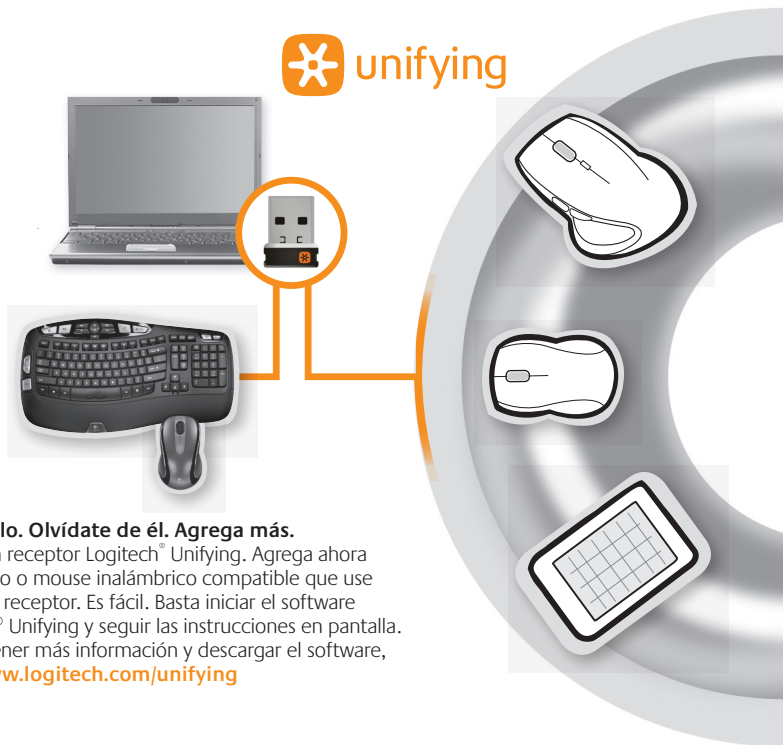 unifying
lo. Olvídate de él. Agrega más.
receptor Logitech® Unifying. Agrega ahora
o o mouse inalámbrico compatible que use
receptor. Es fácil. Basta iniciar el software
® Unifying y seguir las instrucciones en pantalla.
ener más información y descargar el software,
w.logitech.com/unifying